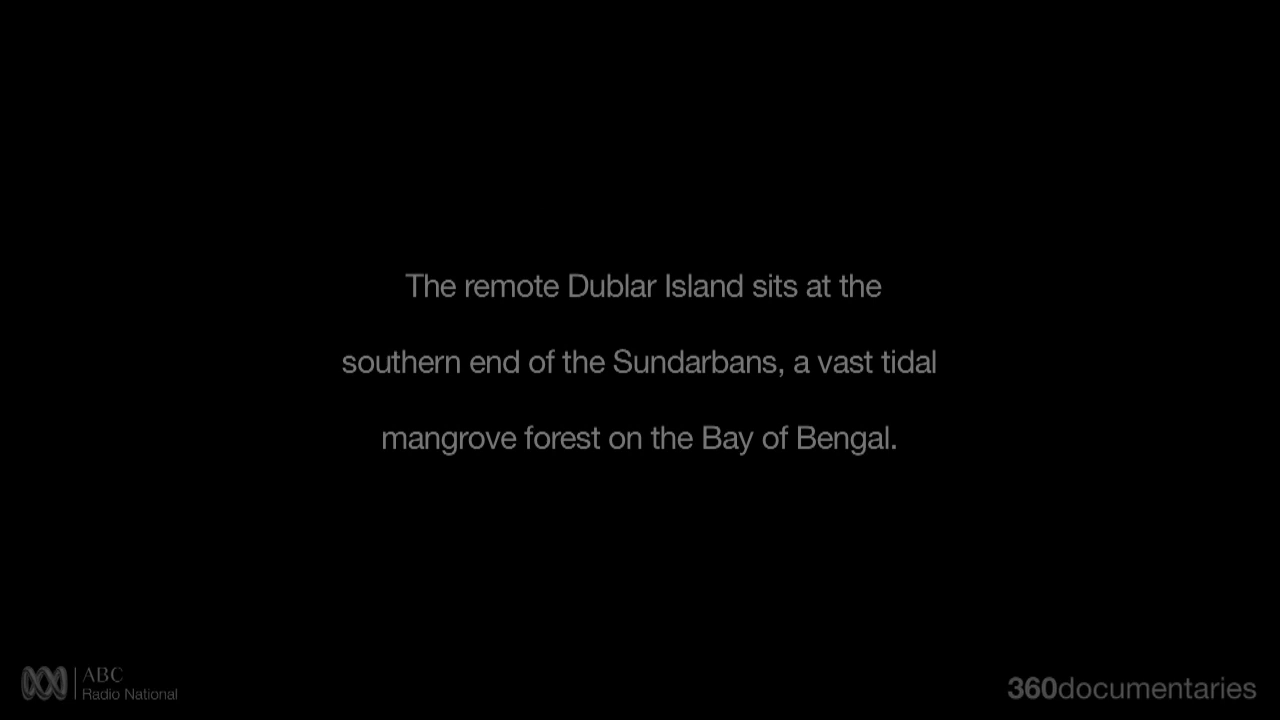 The remote Dublar Island sits at the
southern end of the Sundarbans, a vast tidal
mangrove forest on the Bay of Bengal.
ABC
Radio National
360documentaries